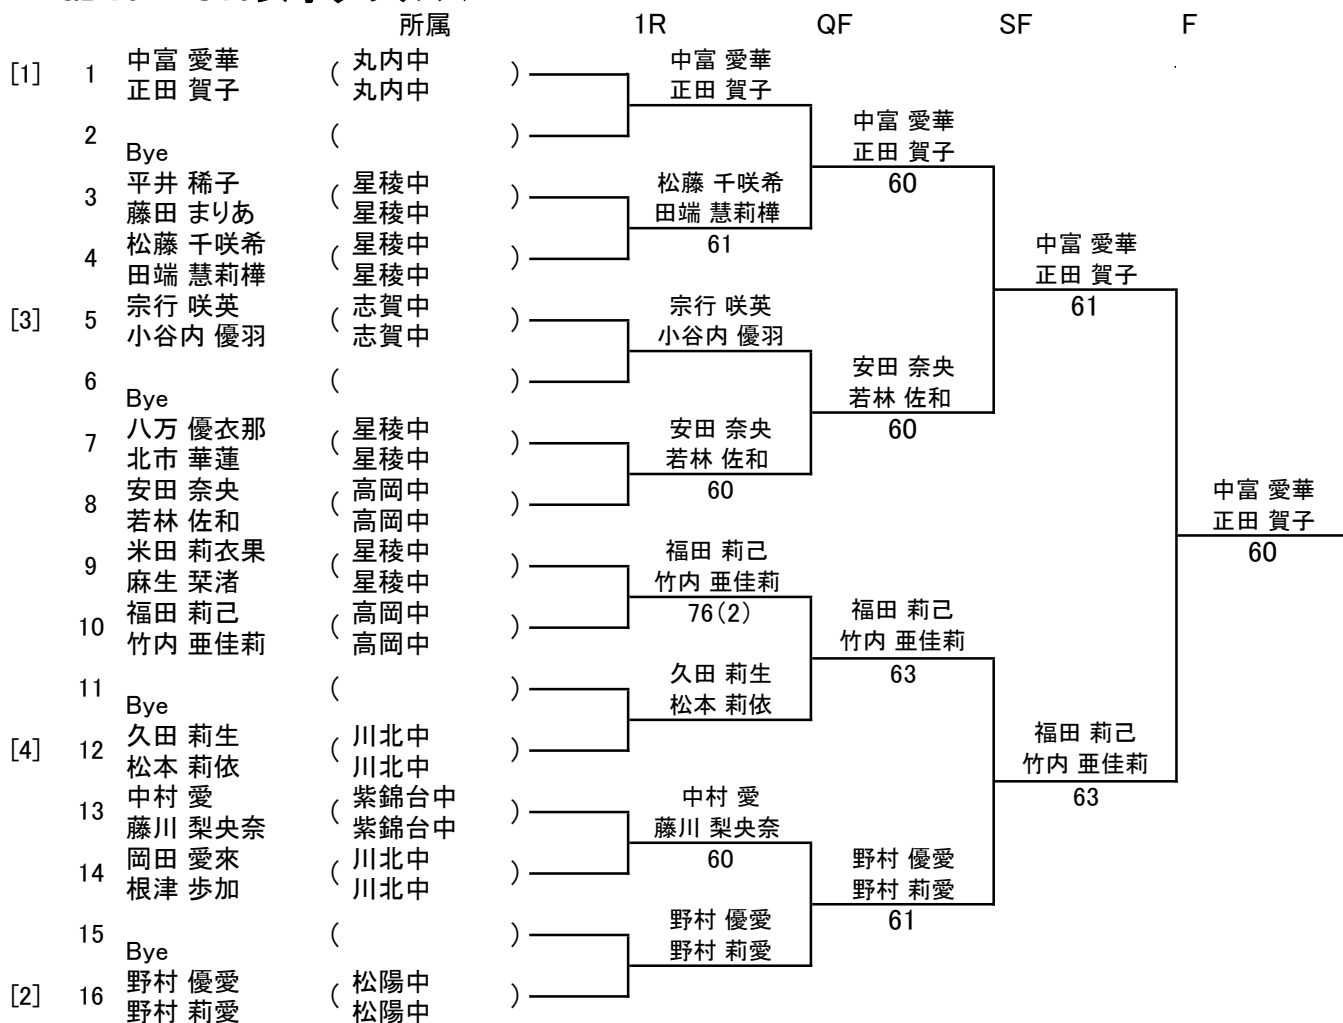 所属 1R QF SF F
[1] 1 中富 愛華 ( 丸内中 )
正田 賀子 丸内中
中富 愛華
正田 賀子
2 Bye ( )
中富 愛華
正田 賀子
60
3 平井 稀子 ( 星稜中 )
藤田 まりあ 星稜中
松藤 千咲希
田端 慧莉樺
61
4 松藤 千咲希 ( 星稜中 )
田端 慧莉樺 星稜中
中富 愛華
正田 賀子
61
[3] 5 宗行 咲英 ( 志賀中 )
小谷内 優羽 志賀中
宗行 咲英
小谷内 優羽
6 Bye ( )
安田 奈央
若林 佐和
60
7 八万 優衣那 ( 星稜中 )
北市 華蓮 星稜中
安田 奈央
若林 佐和
60
8 安田 奈央 ( 高岡中 )
若林 佐和 高岡中
中富 愛華
正田 賀子
60
9 米田 莉衣果 ( 星稜中 )
麻生 栞渚 星稜中
福田 莉己
竹内 亜佳莉
76(2)
10 福田 莉己 ( 高岡中 )
竹内 亜佳莉 高岡中
福田 莉己
竹内 亜佳莉
63
11 Bye ( )
久田 莉生
松本 莉依
[4] 12 久田 莉生 ( 川北中 )
松本 莉依 川北中
福田 莉己
竹内 亜佳莉
63
13 中村 愛 ( 紫錦台中 )
藤川 梨央奈 紫錦台中
中村 愛
藤川 梨央奈
60
14 岡田 愛來 ( 川北中 )
根津 歩加 川北中
野村 優愛
野村 莉愛
61
15 Bye ( )
野村 優愛
野村 莉愛
[2] 16 野村 優愛 ( 松陽中 )
野村 莉愛 松陽中